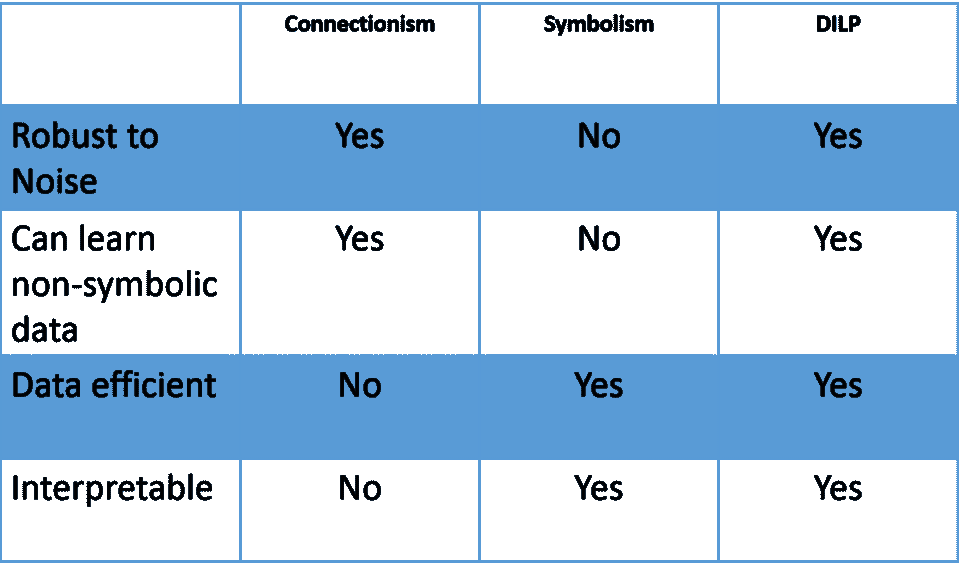 Connectionism Symbolism DILP
Robust to Yes No Yes
Noise
Can learn Yes No Yes
non-symbolic
data
Data efficient No Yes Yes
Interpretable No Yes Yes